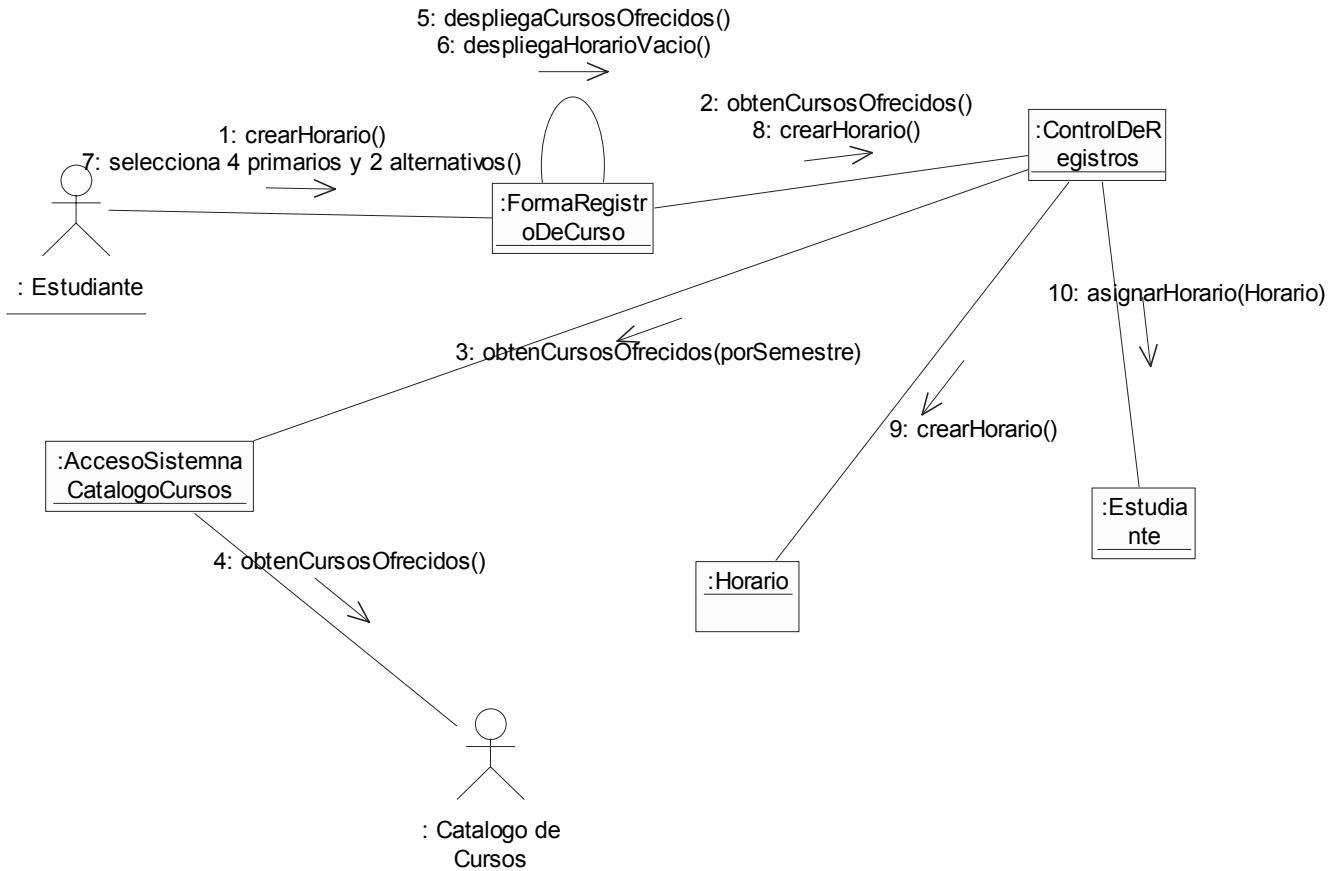 5: despliegaCursosOfrecidos()
6: despliegaHorarioVacio()
2: obtenCursosOfrecidos()
8: crearHorario()
1: crearHorario()
7: selecciona 4 primarios y 2 alternativos()
:ControlDeR
egistros
:FormaRegistr
oDeCurso
: Estudiante
10: asignarHorario(Horario)
3: obtenCursosOfrecidos(porSemestre)
9: crearHorario()
:AccesoSistemna
CatalogoCursos
:Estudia
nte
4: obtenCursosOfrecidos()
:Horario
: Catalogo de
Cursos